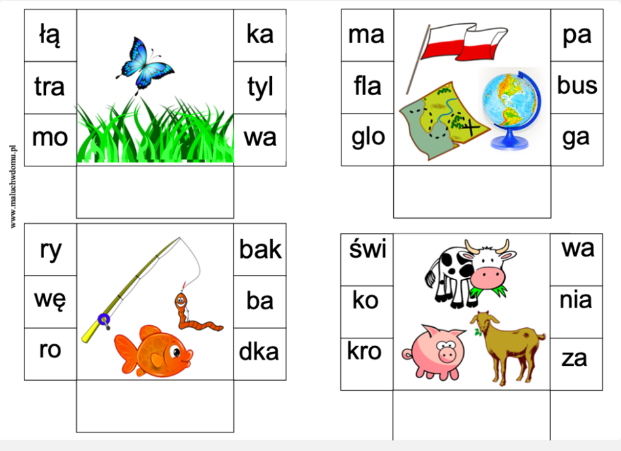 łą ka
tra tyl
mo wa
ma pa
fla bus
glo ga
www.maluchwdomu.pl
ry bak
wę ba
ro dka
świ wa
ko nia
kro za